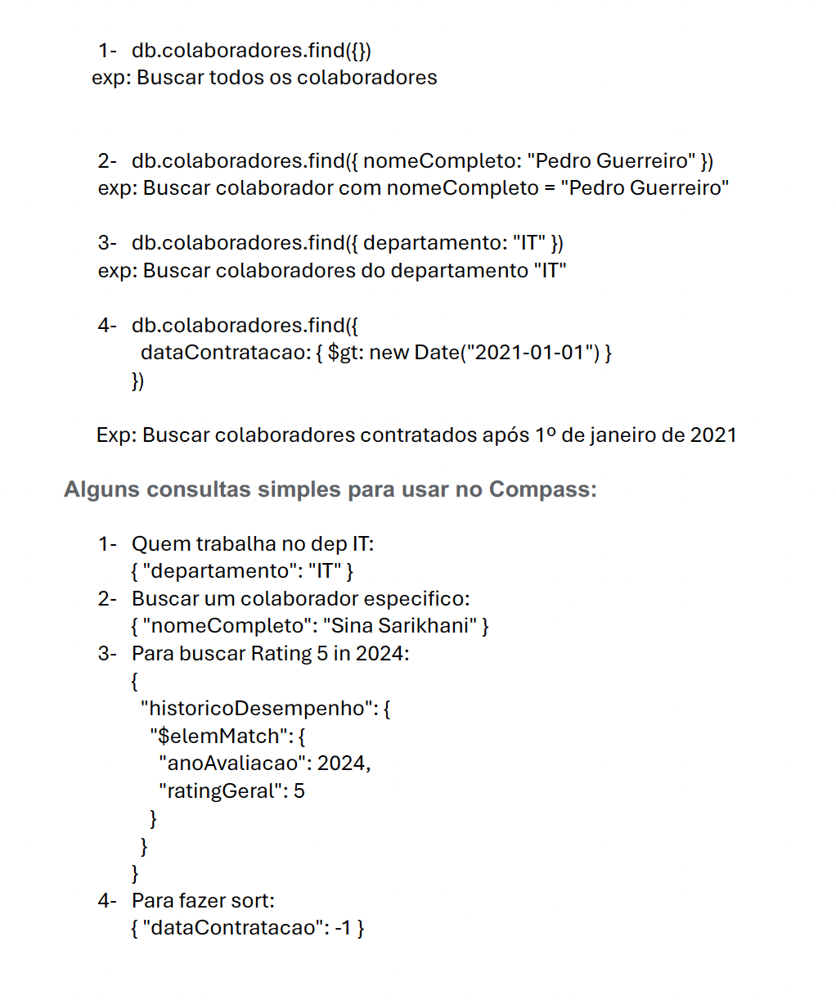 1- db.colaboradores.find({})
exp: Buscar todos os colaboradores
2- db.colaboradores.find({ nomeCompleto: "Pedro Guerreiro" })
exp: Buscar colaborador com nomeCompleto = "Pedro Guerreiro"
3- db.colaboradores.find({ departamento: "IT" })
exp: Buscar colaboradores do departamento "IT"
4- db.colaboradores.find({
dataContratacao: { $gt: new Date("2021-01-01") }
})
Exp: Buscar colaboradores contratados após 1º de janeiro de 2021
Alguns consultas simples para usar no Compass:
1- Quem trabalha no dep IT:
{ "departamento": "IT" }
2- Buscar um colaborador especifico:
{ "nomeCompleto": "Sina Sarikhani" }
3- Para buscar Rating 5 in 2024:
{
"historicoDesempenho": {
"$elemMatch": {
"anoAvaliacao": 2024,
"ratingGeral": 5
}
}
}
4- Para fazer sort:
{ "dataContratacao": -1 }